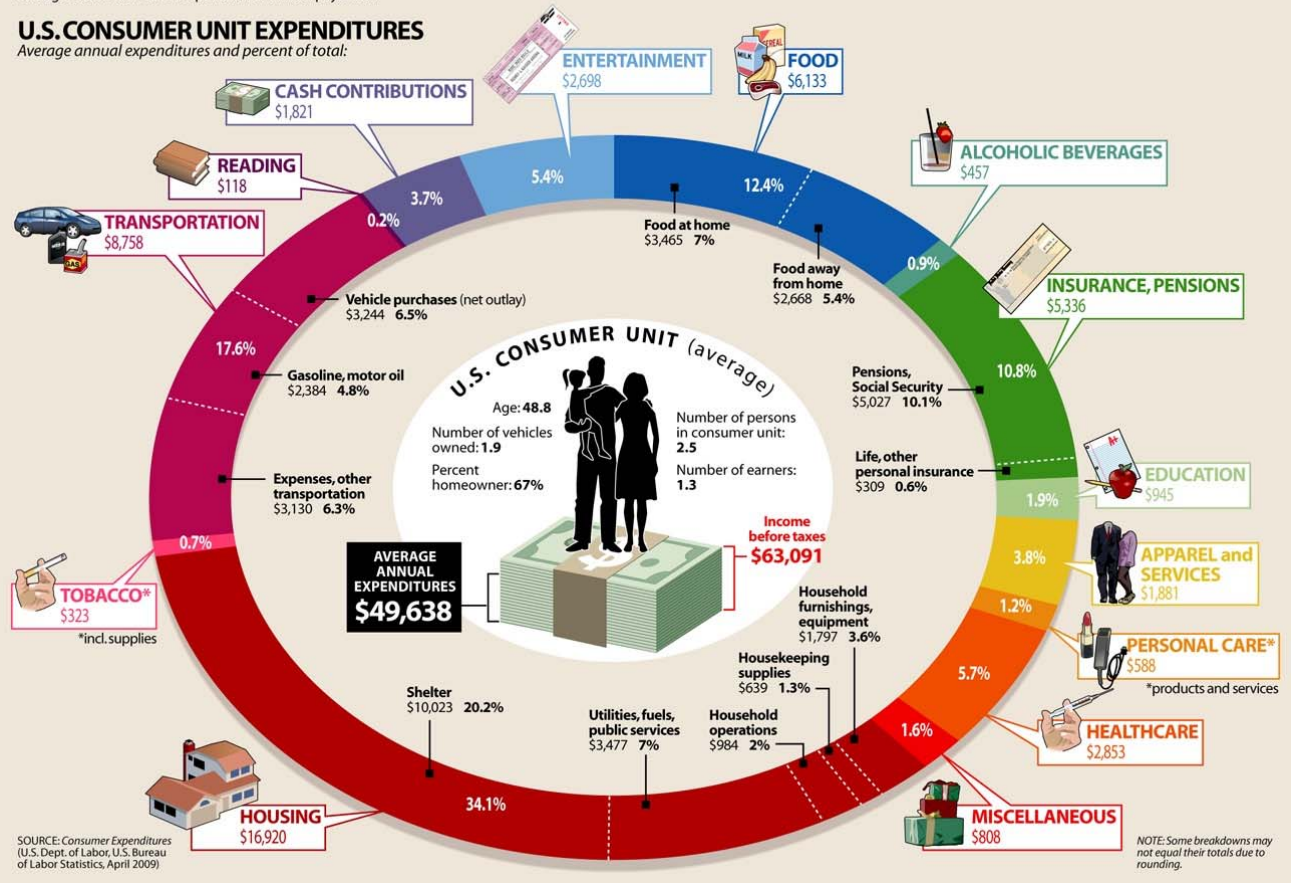 U.S. CONSUMER UNIT EXPENDITURES
Average annual expenditures and percent of total:
ENTERTAINMENT
$2,698
5.4%
MILK
CEREAL
FOOD
$6,133
12.4%
Food at home
$3,465 7%
Food away
from home
$2,668 5.4%
ALCOHOLIC BEVERAGES
$457
0.9%
INSURANCE, PENSIONS
$5,336
10.8%
Pensions,
Social Security
$5,027 10.1%
Life, other
personal insurance
$309 0.6%
A+
EDUCATION
$945
1.9%
APPAREL and
SERVICES
$1,881
3.8%
PERSONAL CARE*
$588
*products and services
1.2%
HEALTHCARE
$2,853
5.7%
MISCELLANEOUS
$808
1.6%
HOUSING
$16,920
34.1%
Household
furnishings,
equipment
$1,797 3.6%
Housekeeping
supplies
$639 1.3%
Household
operations
$984 2%
Utilities, fuels,
public services
$3,477 7%
Shelter
$10,023 20.2%
TOBACCO*
$323
*incl. supplies
0.7%
TRANSPORTATION
$8,758
GAS
17.6%
Expenses, other
transportation
$3,130 6.3%
Gasoline, motor oil
$2,384 4.8%
Vehicle purchases (net outlay)
$3,244 6.5%
READING
$118
0.2%
CASH CONTRIBUTIONS
$1,821
3.7%
U.S. CONSUMER UNIT (average)
Age: 48.8
Number of vehicles
owned: 1.9
Percent
homeowner: 67%
Number of persons
in consumer unit:
2.5
Number of earners:
1.3
Income
before taxes
$63,091
AVERAGE
ANNUAL
EXPENDITURES
$49,638
SOURCE: Consumer Expenditures
(U.S. Dept. of Labor, U.S. Bureau
of Labor Statistics, April 2009)
NOTE: Some breakdowns may
not equal their totals due to
rounding.